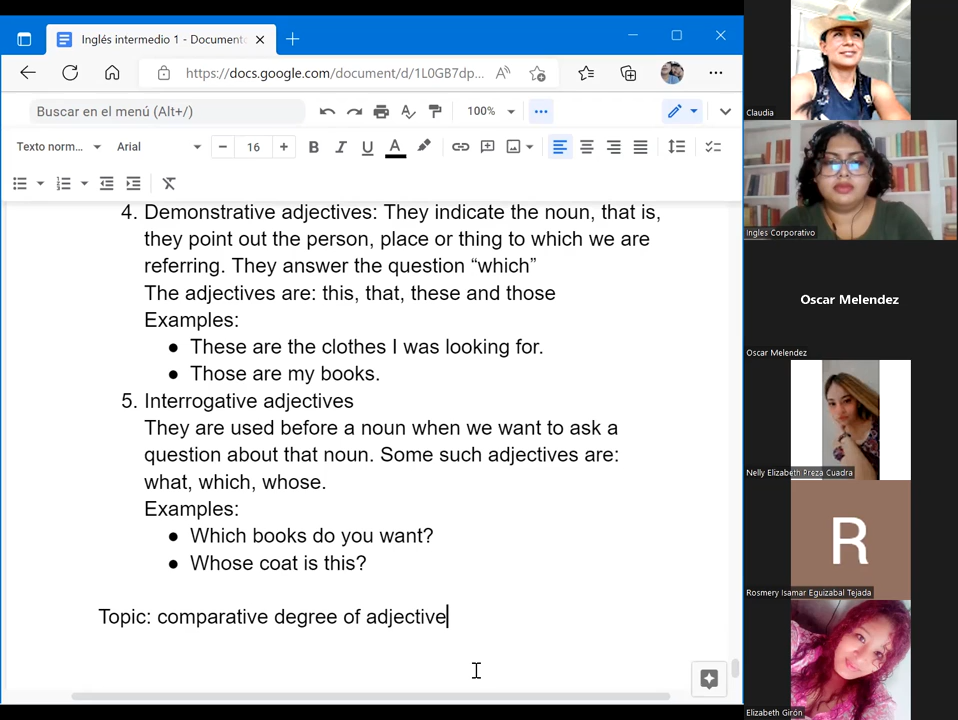 Inglés intermedio 1 - Document
https://docs.google.com/document/d/1L0GB7dp...
Buscar en el menú (Alt+/)
100%
Texto norm...
Arial
16
4. Demonstrative adjectives: They indicate the noun, that is,
they point out the person, place or thing to which we are
referring. They answer the question “which”
The adjectives are: this, that, these and those
Examples:
● These are the clothes I was looking for.
● Those are my books.
5. Interrogative adjectives
They are used before a noun when we want to ask a
question about that noun. Some such adjectives are:
what, which, whose.
Examples:
● Which books do you want?
● Whose coat is this?
Topic: comparative degree of adjective
Claudia
Ingles Corporativo
Oscar Melendez
Oscar Melendez
Nelly Elizabeth Preza Cuadra
R
Rosmery Isamar Eguizabal Tejada
Elizabeth Girón